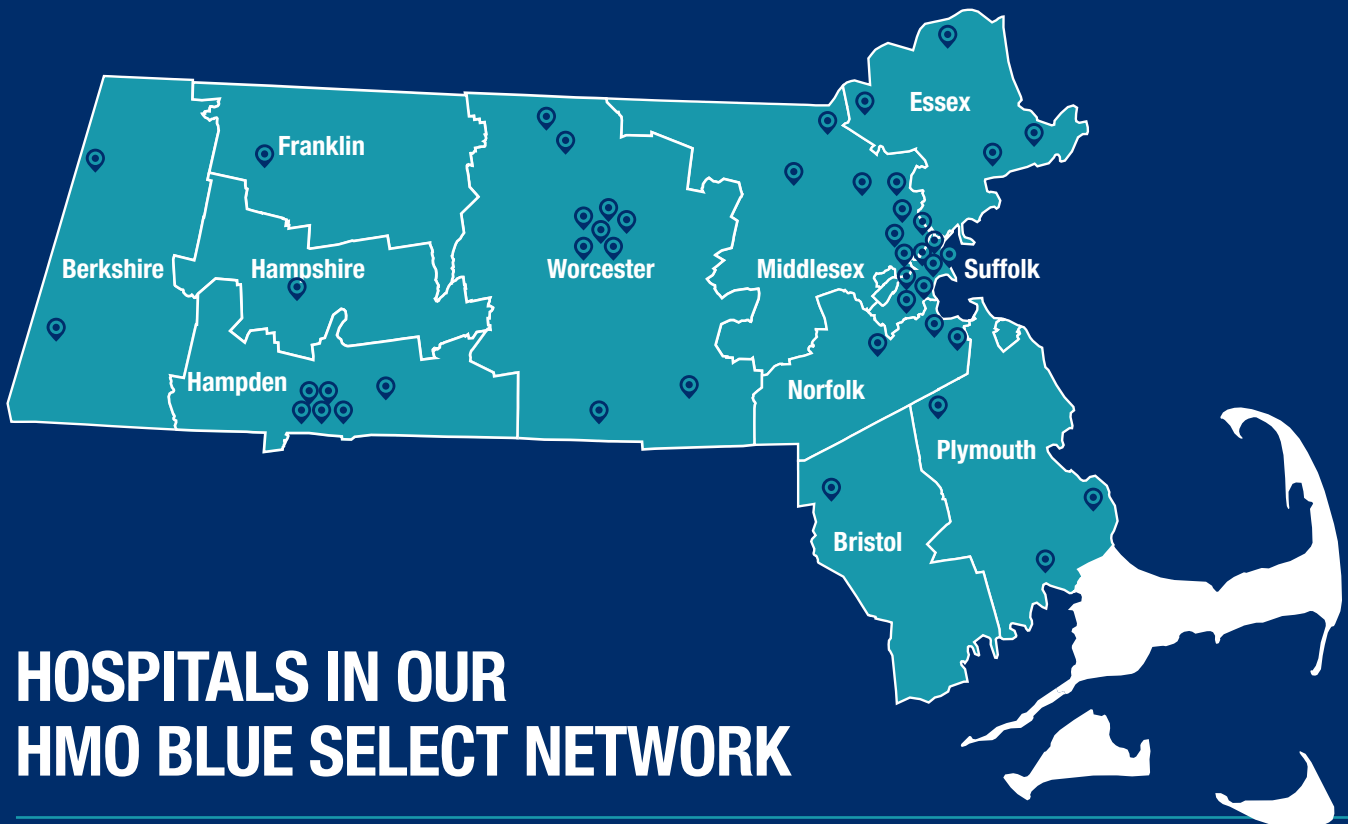 Essex
Franklin
Berkshire
Hampshire
Worcester
Middlesex
Suffolk
Hampden
Norfolk
Plymouth
Bristol
HOSPITALS IN OUR
HMO BLUE SELECT NETWORK